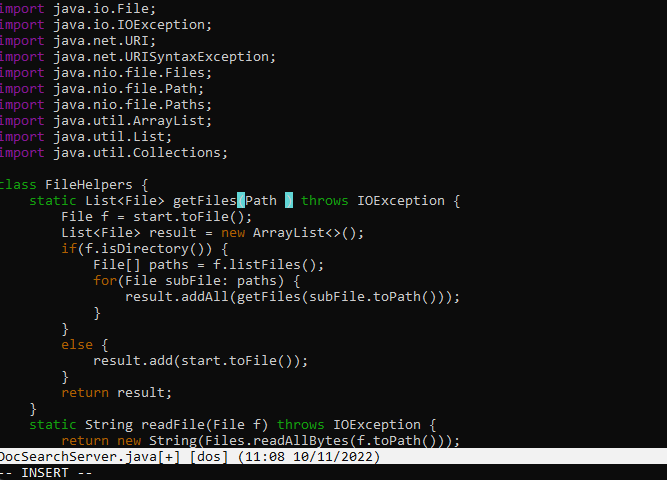 import java.io.File;
import java.io.IOException;
import java.net.URI;
import java.net.URISyntaxException;
import java.nio.file.Files;
import java.nio.file.Path;
import java.nio.file.Paths;
import java.util.ArrayList;
import java.util.List;
import java.util.Collections;
class FileHelpers {
    static List<File> getFiles(Path ) throws IOException {
        File f = start.toFile();
        List<File> result = new ArrayList<>();
        if(f.isDirectory()) {
            File[] paths = f.listFiles();
            for(File subFile: paths) {
                result.addAll(getFiles(subFile.toPath()));
            }
        }
        else {
            result.add(start.toFile());
        }
        return result;
    }
    static String readFile(File f) throws IOException {
        return new String(Files.readAllBytes(f.toPath()));
DocSearchServer.java[+] [dos] (11:08 10/11/2022)
-- INSERT --